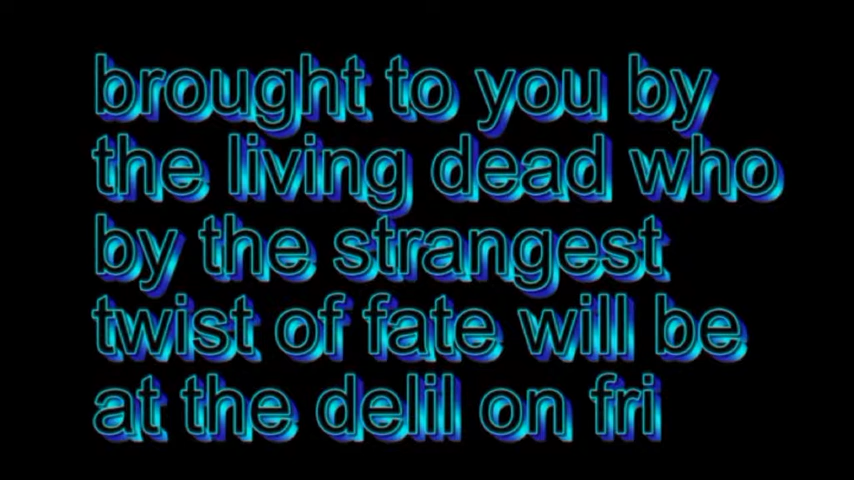 brought to you by
the living dead who
by the strangest
twist of fate will be
at the delil on fri